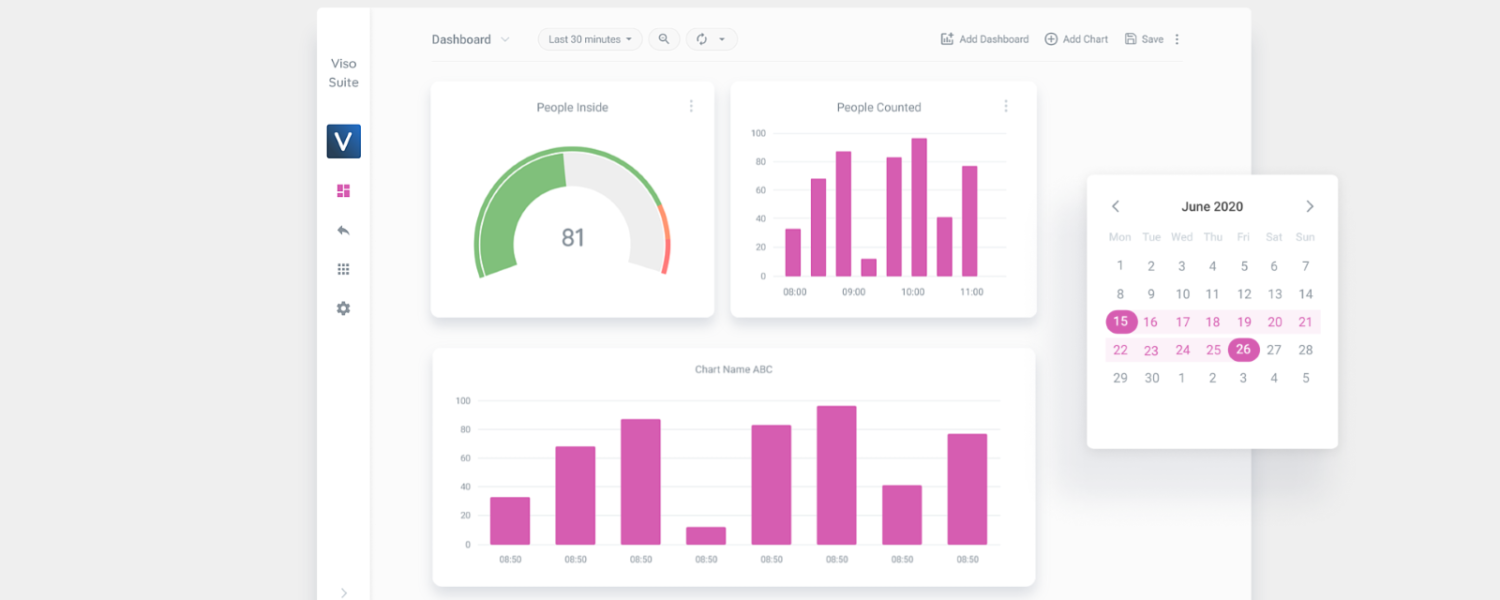 Viso
Suite
V
Dashboard
Last 30 minutes
Add Dashboard
Add Chart
Save
People Inside
81
People Counted
100
80
60
40
20
0
08:00 09:00 10:00 11:00
Chart Name ABC
100
80
60
40
20
0
08:50 08:50 08:50 08:50 08:50 08:50 08:50 08:50
June 2020
Mon Tue Wed Thu Fri Sat Sun
1 2 3 4 5 6 7
8 9 10 11 12 13 14
15 16 17 18 19 20 21
22 23 24 25 26 27 28
29 30 1 2 3 4 5